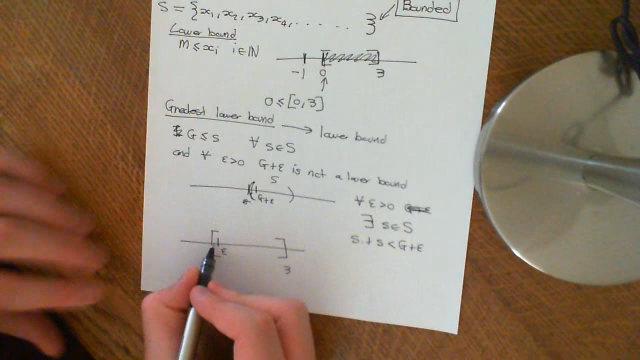 S = {x₁, x₂, x₃, x₄, . . . . . . }
Bounded
Lower bound
m ≤ xᵢ i ∈ ℕ
-1 0 3
0 ≤ [0, 3]
Greatest lower bound → lower bound
G ≤ s ∀ s ∈ S
and ∀ ε > 0 G+ε is not a lower bound
S
G+ε
∀ ε > 0
∃ s ∈ S
s.t s < G+ε
ε
3